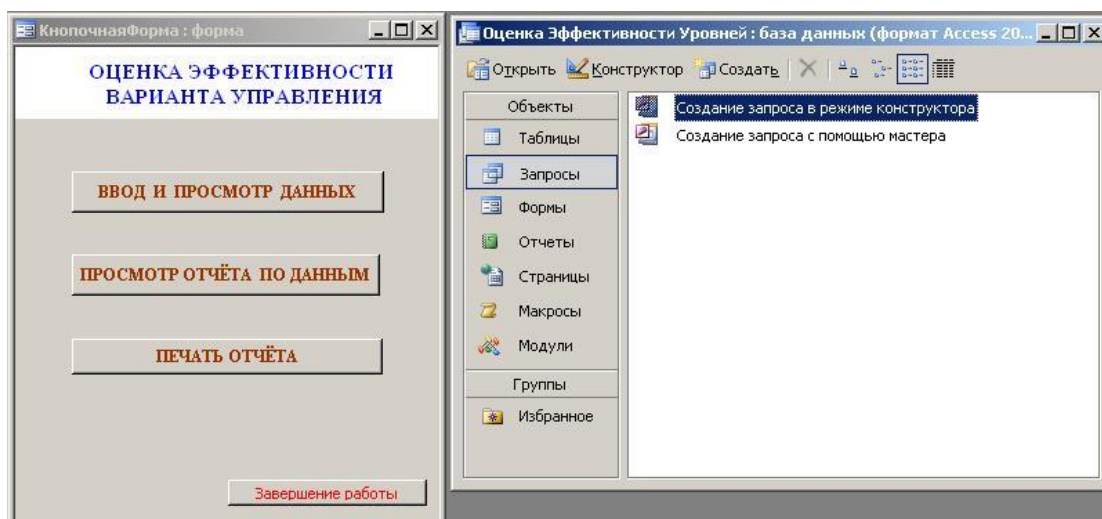 КнопочнаяФорма : форма
ОЦЕНКА ЭФФЕКТИВНОСТИ
ВАРИАНТА УПРАВЛЕНИЯ
ВВОД И ПРОСМОТР ДАННЫХ
ПРОСМОТР ОТЧЁТА ПО ДАННЫМ
ПЕЧАТЬ ОТЧЁТА
Завершение работы
Оценка Эффективности Уровней : база данных (формат Access 20...
Открыть Конструктор Создать
Объекты
Таблицы
Запросы
Формы
Отчеты
Страницы
Макросы
Модули
Группы
Избранное
Создание запроса в режиме конструктора
Создание запроса с помощью мастера